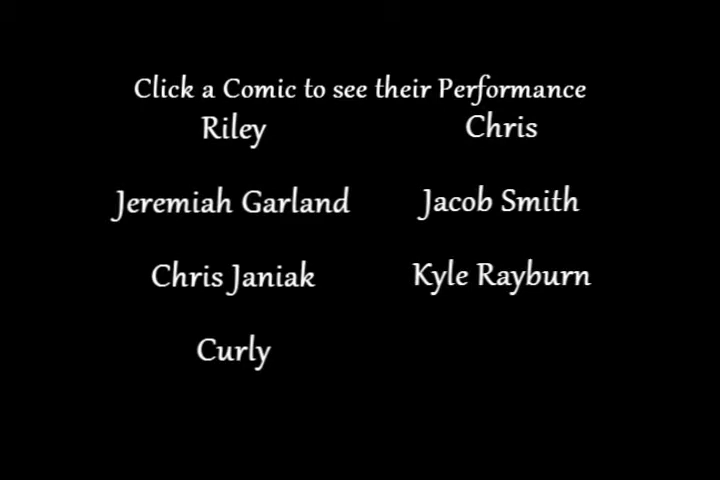 Click a Comic to see their Performance
Riley
Chris
Jeremiah Garland
Jacob Smith
Chris Janiak
Kyle Rayburn
Curly